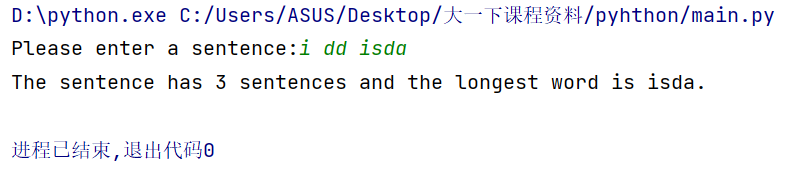 D:\python.exe C:/Users/ASUS/Desktop/大一下课程资料/pyhthon/main.py
Please enter a sentence:i dd isda
The sentence has 3 sentences and the longest word is isda.
进程已结束,退出代码0